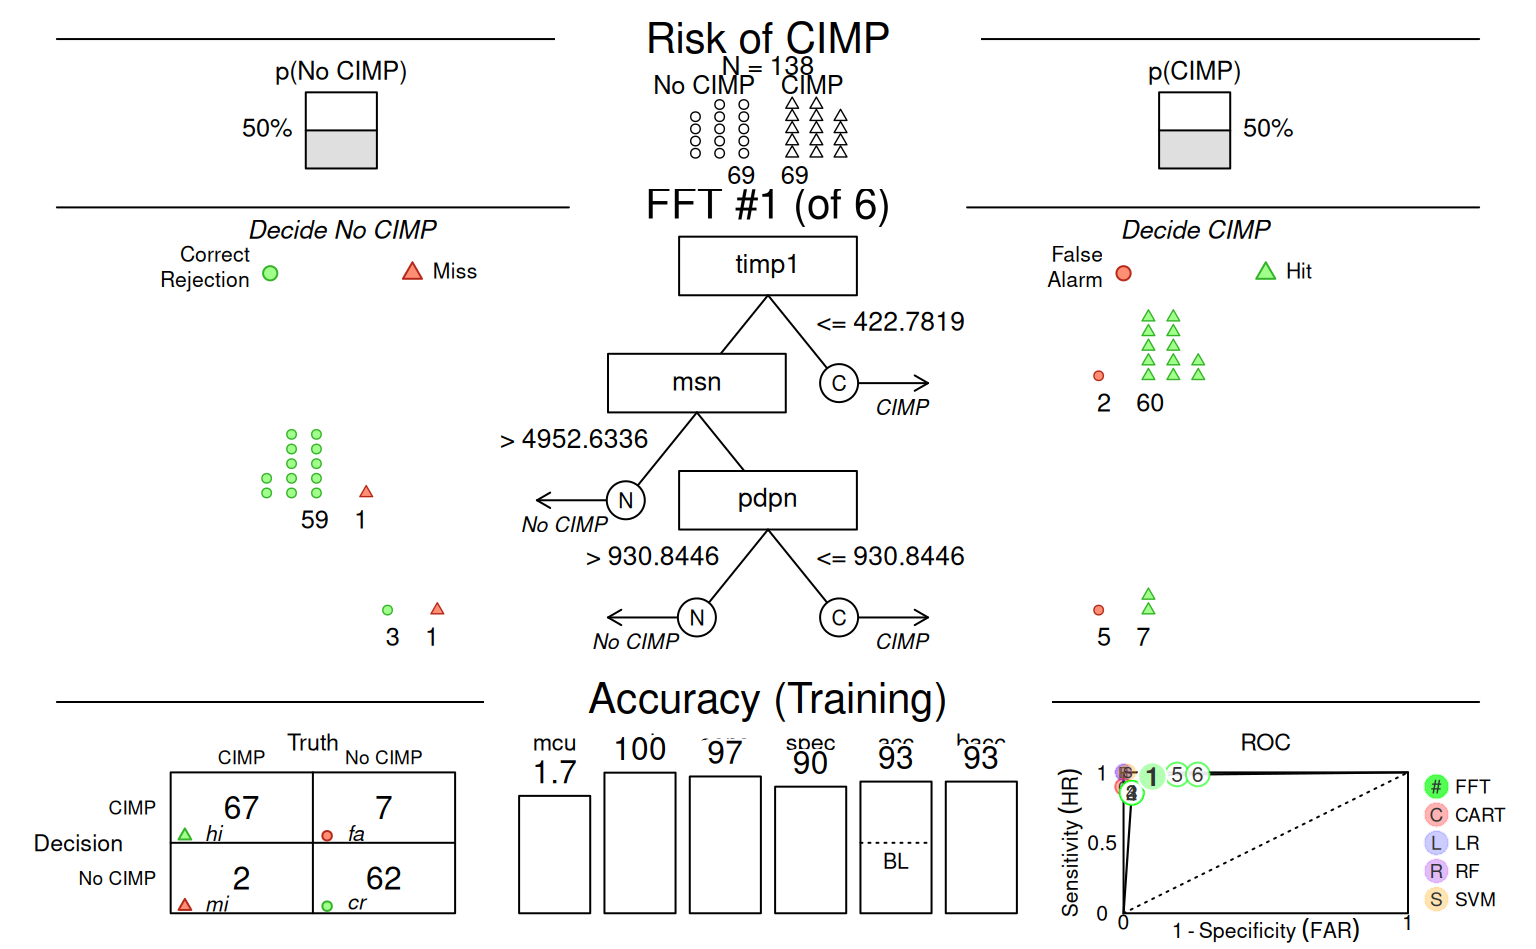 Risk of CIMP
N = 138
p(No CIMP)
No CIMP CIMP
p(CIMP)
50%
50%
69 69
FFT #1 (of 6)
Decide No CIMP
Decide CIMP
Correct
Rejection
Miss
False
Alarm
Hit
timp1
<= 422.7819
msn
C
CIMP
2 60
> 4952.6336
pdpn
N
No CIMP
59 1
> 930.8446
<= 930.8446
N
No CIMP
C
CIMP
3 1
5 7
Accuracy (Training)
Truth
CIMP No CIMP
Decision
CIMP
67
hi
7
fa
No CIMP
2
mi
62
cr
mcu
1.7
100
97
spec
90
acc
93
bacc
93
BL
ROC
Sensitivity (HR)
1
0.5
0
0
1
1 - Specificity (FAR)
1
5
6
# FFT
C CART
L LR
R RF
S SVM